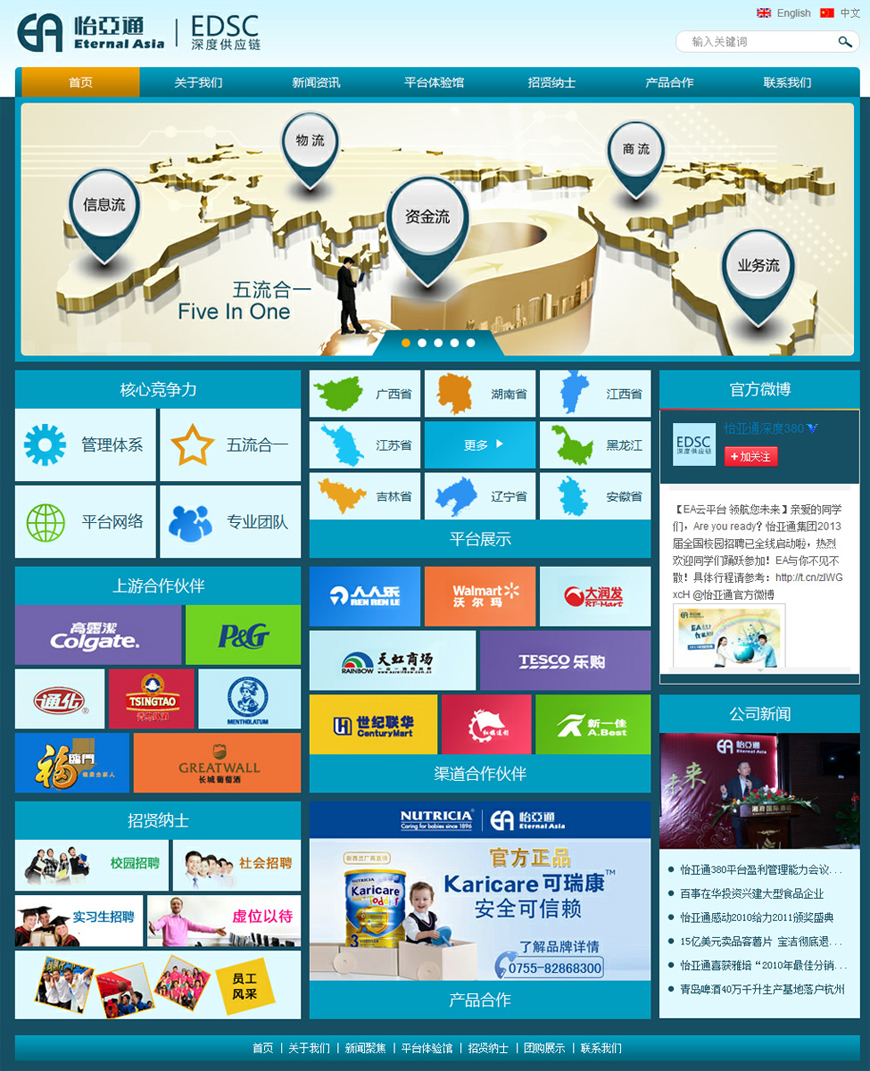 怡亞通
Eternal Asia
EDSC
深度供应链
English
中文
输入关键词
首页
关于我们
新闻资讯
平台体验馆
招贤纳士
产品合作
联系我们
信息流
物 流
资金流
商 流
业务流
五流合一
Five In One
核心竞争力
管理体系
五流合一
平台网络
专业团队
广西省
湖南省
江西省
江苏省
更多
黑龙江
吉林省
辽宁省
安徽省
平台展示
官方微博
EDSC
深度供应链
怡亚通深度380
+加关注
【EA云平台 领航您未来】亲爱的同学
们，Are you ready？怡亚通集团2013
届全国校园招聘已全线启动啦，热烈
欢迎同学们踊跃参加！EA与你不见不
散！具体行程请参考：http://t.cn/zlWG
xcH @怡亚通官方微博
上游合作伙伴
高露潔
Colgate.
P&G
通化
TSINGTAO
MENTHOLATUM
福
臨門
GREATWALL
长城葡萄酒
人人乐
REN REN LE
Walmart
沃尔玛
大润发
RT-Mart
RAINBOW
天虹商场
TESCO 乐购
世纪联华
CenturyMart
新一佳
A.Best
渠道合作伙伴
公司新闻
怡亞通
Eternal Asia
未来
怡亚通380平台盈利管理能力会议...
百事在华投资兴建大型食品企业
怡亚通感动2010给力2011颁奖盛典
15亿美元卖品客薯片 宝洁彻底退...
怡亚通喜获雅培“2010年最佳分销...
青岛啤酒40万千升生产基地落户杭州
招贤纳士
校园招聘
社会招聘
实习生招聘
虚位以待
员工
风采
NUTRICIA
Caring for babies since 1896
怡亞通
Eternal Asia
官方正品
Karicare 可瑞康™
安全可信赖
NUTRICIA
Karicare
3
了解品牌详情
0755-82868300
产品合作
首页 | 关于我们 | 新闻聚焦 | 平台体验馆 | 招贤纳士 | 团购展示 | 联系我们